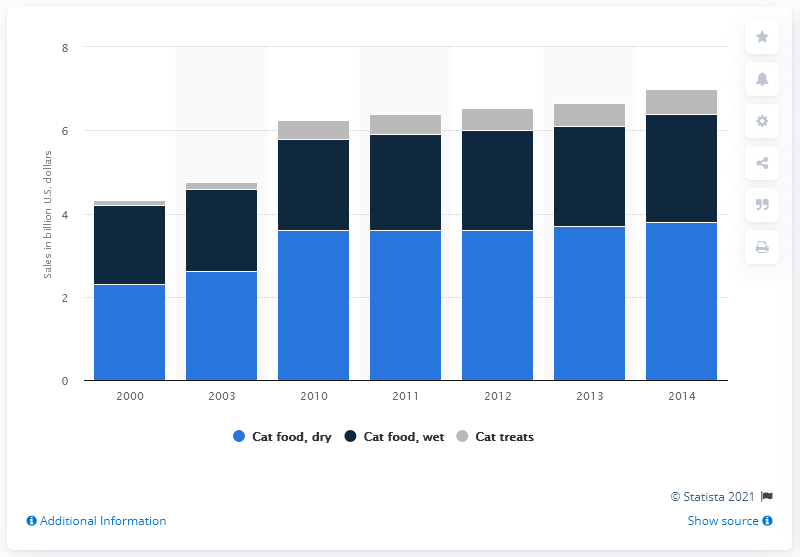 8
6
4
2
0
Sales in billion U.S. dollars
2000 2003 2010 2011 2012 2013 2014
Cat food, dry Cat food, wet Cat treats
© Statista 2021
Additional Information Show source